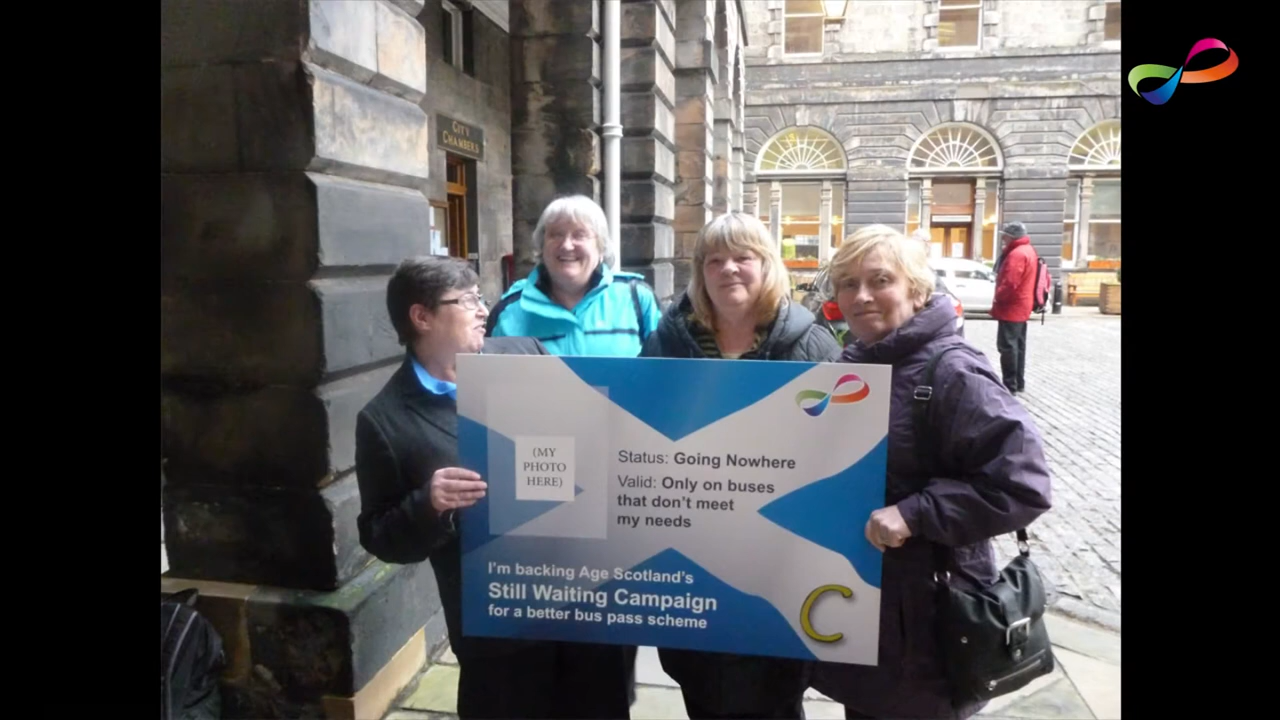 CITY
CHAMBERS
(MY
PHOTO
HERE)
Status: Going Nowhere
Valid: Only on buses
that don't meet
my needs
I'm backing Age Scotland's
Still Waiting Campaign
for a better bus pass scheme
C